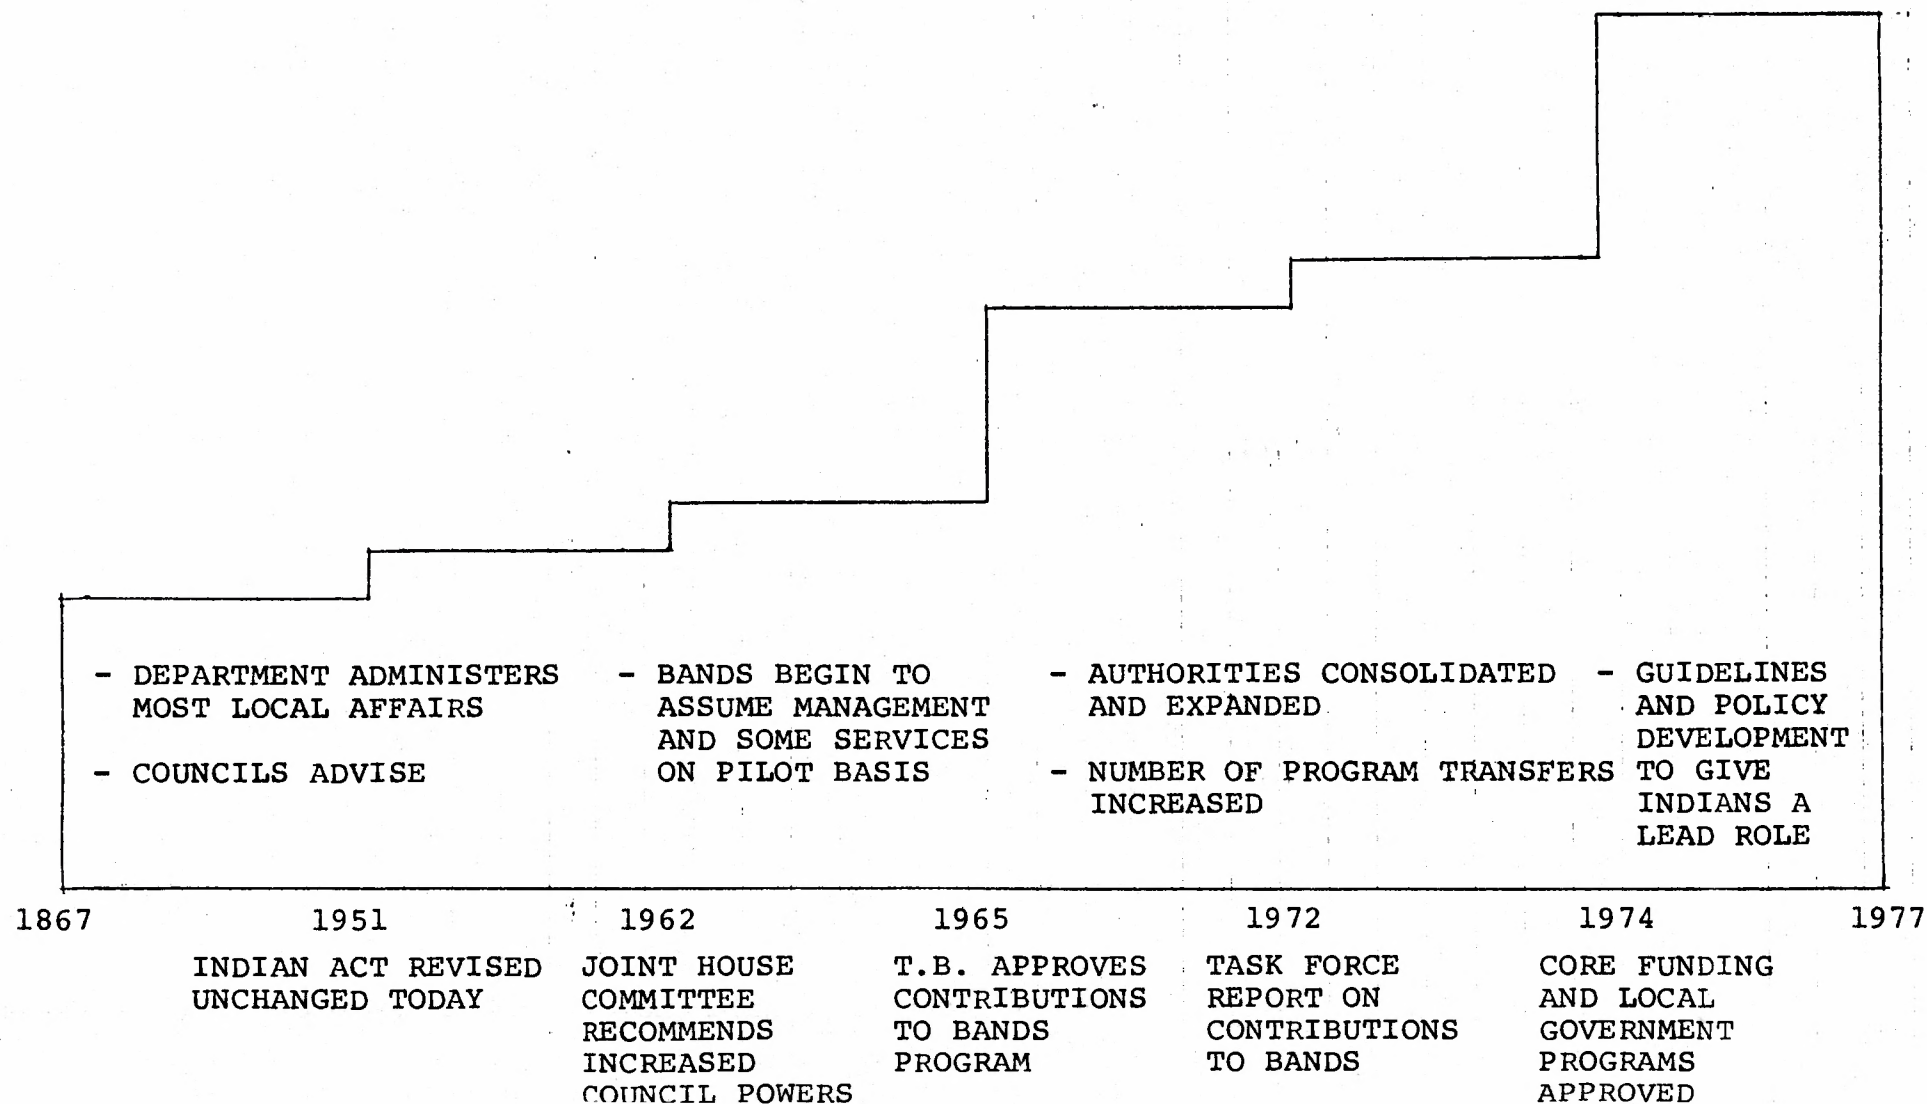 - DEPARTMENT ADMINISTERS
MOST LOCAL AFFAIRS
- COUNCILS ADVISE
- BANDS BEGIN TO
ASSUME MANAGEMENT
AND SOME SERVICES
ON PILOT BASIS
- AUTHORITIES CONSOLIDATED
AND EXPANDED
- NUMBER OF PROGRAM TRANSFERS
INCREASED
- GUIDELINES
AND POLICY
DEVELOPMENT
TO GIVE
INDIANS A
LEAD ROLE
1867 1951 1962 1965 1972 1974 1977
INDIAN ACT REVISED
UNCHANGED TODAY
JOINT HOUSE
COMMITTEE
RECOMMENDS
INCREASED
COUNCIL POWERS
T.B. APPROVES
CONTRIBUTIONS
TO BANDS
PROGRAM
TASK FORCE
REPORT ON
CONTRIBUTIONS
TO BANDS
CORE FUNDING
AND LOCAL
GOVERNMENT
PROGRAMS
APPROVED